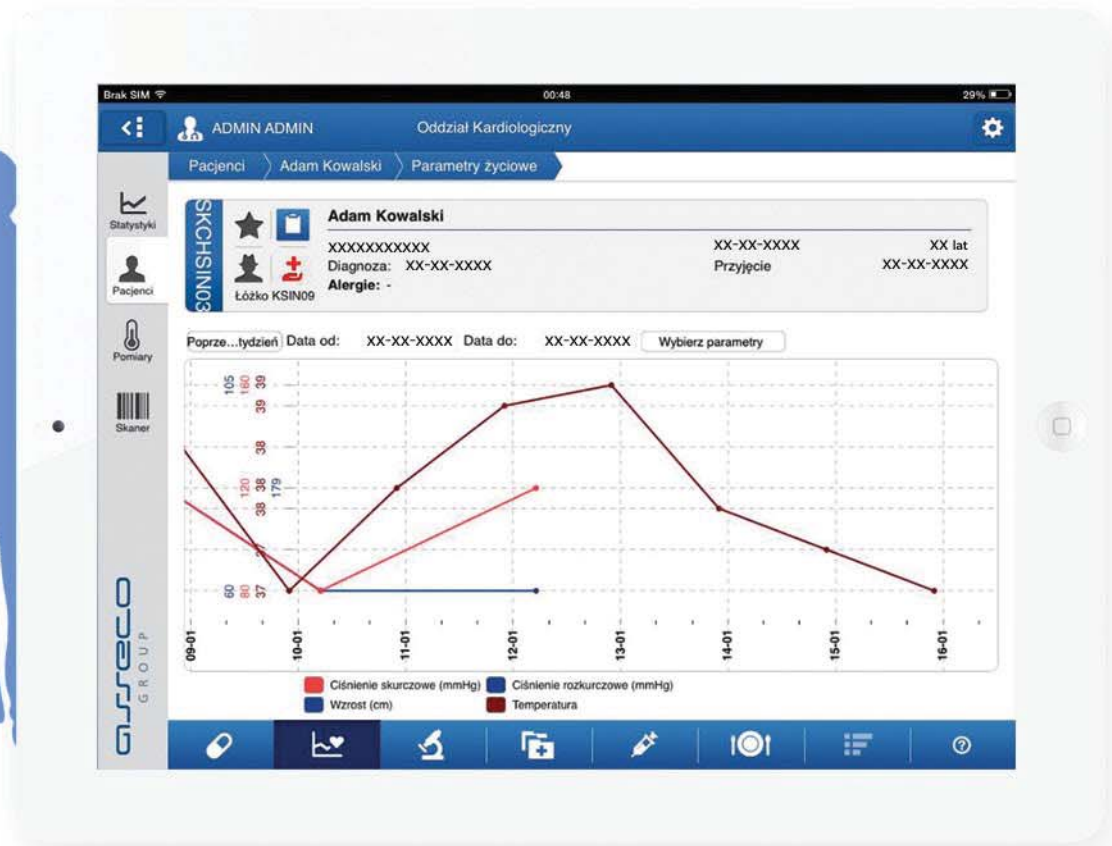 Brak SIM 00:48 29%
ADMIN ADMIN Oddział Kardiologiczny
Pacjenci Adam Kowalski Parametry życiowe
Statystyki
Pacjenci
Pomiary
Skaner
SKCHSIN03
Adam Kowalski
XXXXXXXXXXX XX-XX-XXXX XX lat
Diagnoza: XX-XX-XXXX Przyjęcie XX-XX-XXXX
Alergie: -
Łóżko KSIN09
Poprze...tydzień Data od: XX-XX-XXXX Data do: XX-XX-XXXX Wybierz parametry
105 160 39
39
38
120 38 179
38
37
60 80 37
09-01 10-01 11-01 12-01 13-01 14-01 15-01 16-01
Ciśnienie skurczowe (mmHg) Ciśnienie rozkurczowe (mmHg)
Wzrost (cm) Temperatura
asseco
GROUP